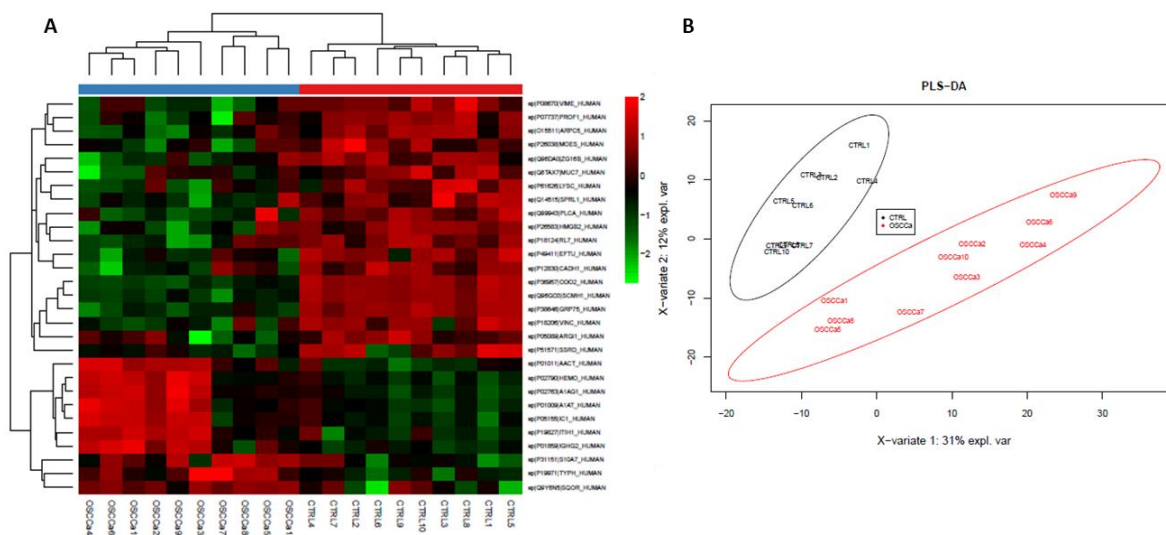 A
B
2
1
0
-1
-2
sp|P08670|VIME_HUMAN
sp|P07737|PROF1_HUMAN
sp|O15511|ARPC5_HUMAN
sp|P26038|MOES_HUMAN
sp|Q96DA0|ZG16B_HUMAN
sp|Q8TAX7|MUC7_HUMAN
sp|P61626|LYSC_HUMAN
sp|Q14515|SPRL1_HUMAN
sp|Q99943|PLCA_HUMAN
sp|P26583|HMGB2_HUMAN
sp|P18124|RL7_HUMAN
sp|P49411|EFTU_HUMAN
sp|P12830|CADH1_HUMAN
sp|P36957|ODO2_HUMAN
sp|Q96GD3|SCMH1_HUMAN
sp|P38646|GRP75_HUMAN
sp|P18206|VINC_HUMAN
sp|P05089|ARGI1_HUMAN
sp|P51571|SSRD_HUMAN
sp|P01011|AACT_HUMAN
sp|P02790|HEMO_HUMAN
sp|P02763|A1AG1_HUMAN
sp|P01009|A1AT_HUMAN
sp|P05155|IC1_HUMAN
sp|P19827|ITIH1_HUMAN
sp|P01859|IGHG2_HUMAN
sp|P31151|S10A7_HUMAN
sp|P19971|TYPH_HUMAN
sp|Q9Y6N5|SQOR_HUMAN
OSCCa4
OSCCa6
OSCCa1
OSCCa2
OSCCa9
OSCCa3
OSCCa7
OSCCa8
OSCCa5
OSCCa1
CTRL4
CTRL7
CTRL2
CTRL6
CTRL9
CTRL10
CTRL3
CTRL8
CTRL1
CTRL5
PLS-DA
X-variate 2: 12% expl. var
20
10
0
-10
-20
CTRL1
CTRL3
CTRL2
CTRL4
CTRL5
CTRL6
CTRL7
CTRL10
CTRL
OSCCa
OSCCa9
OSCCa6
OSCCa2
OSCCa4
OSCCa10
OSCCa3
OSCCa1
OSCCa7
OSCCa8
OSCCa5
-20
-10
0
10
20
30
X-variate 1: 31% expl. var